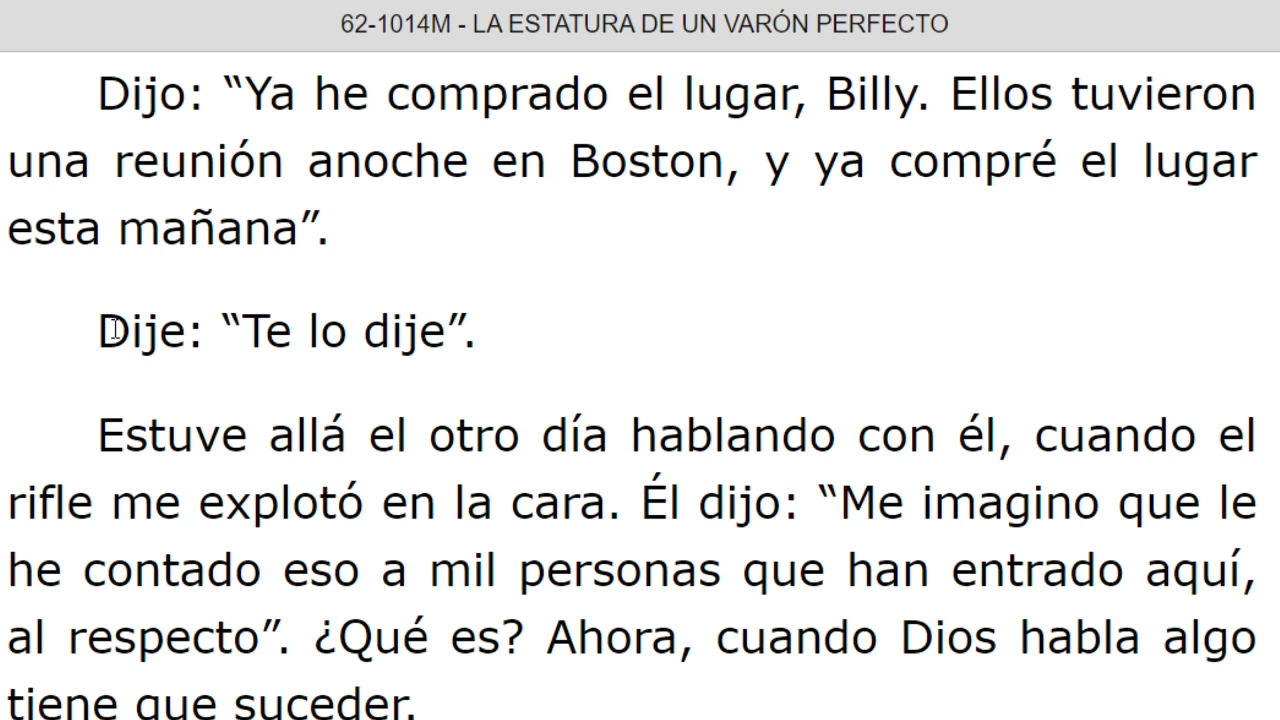 62-1014M - LA ESTATURA DE UN VARÓN PERFECTO
Dijo: “Ya he comprado el lugar, Billy. Ellos tuvieron
una reunión anoche en Boston, y ya compré el lugar
esta mañana”.
Dije: “Te lo dije”.
Estuve allá el otro día hablando con él, cuando el
rifle me explotó en la cara. Él dijo: “Me imagino que le
he contado eso a mil personas que han entrado aquí,
al respecto”. ¿Qué es? Ahora, cuando Dios habla algo
tiene que suceder.